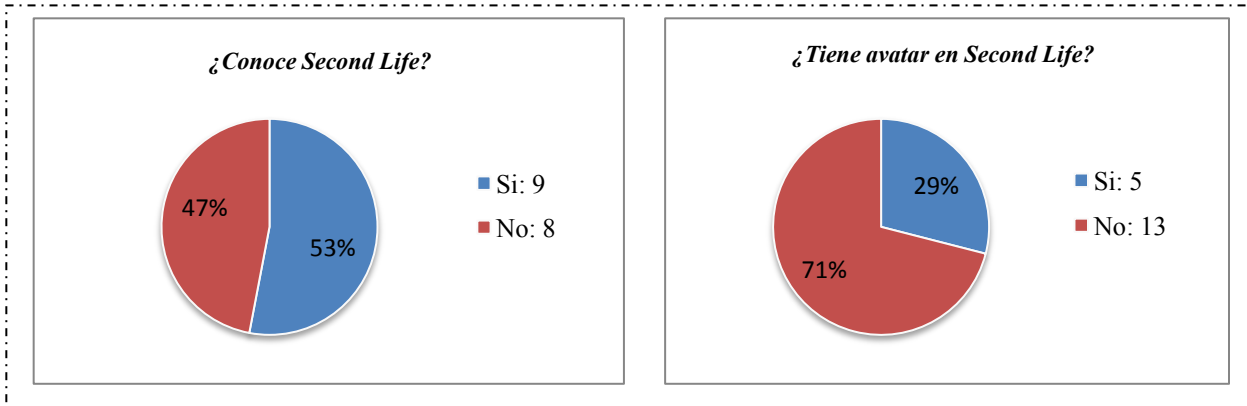 ¿Conoce Second Life?
47%
53%
Si: 9
No: 8
¿Tiene avatar en Second Life?
29%
71%
Si: 5
No: 13